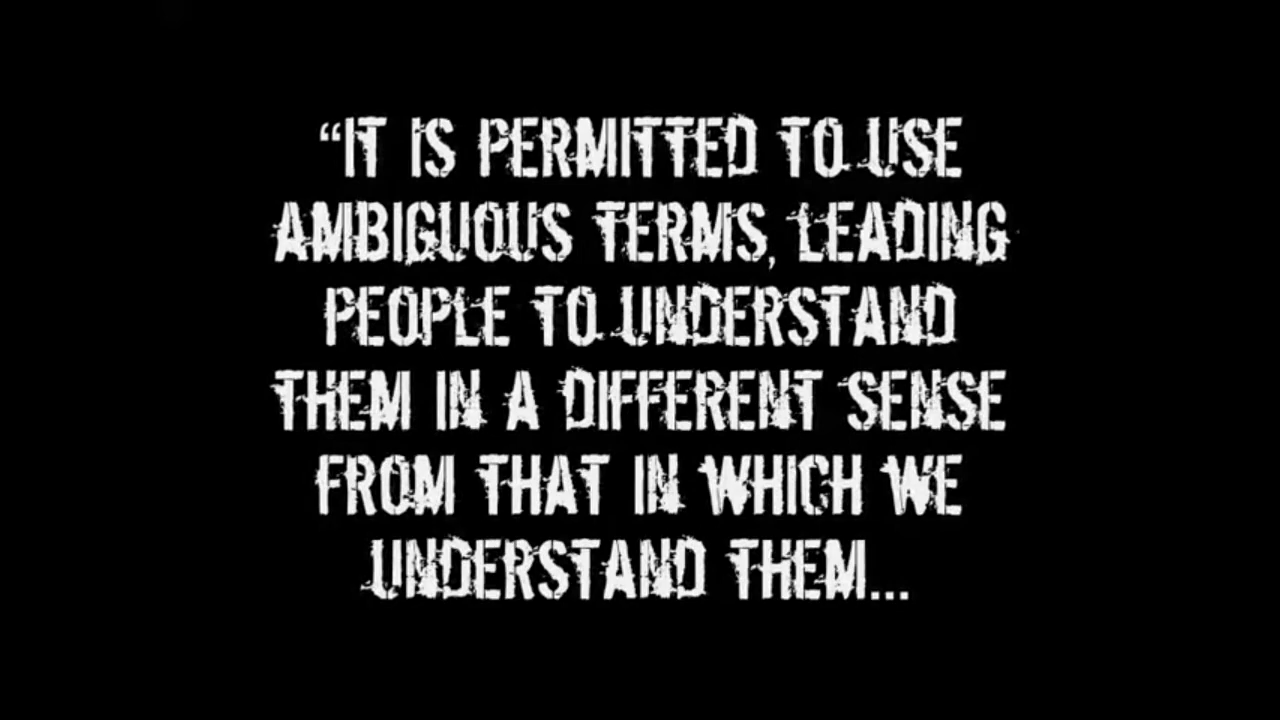 “IT IS PERMITTED TO USE
AMBIGUOUS TERMS, LEADING
PEOPLE TO UNDERSTAND
THEM IN A DIFFERENT SENSE
FROM THAT IN WHICH WE
UNDERSTAND THEM...